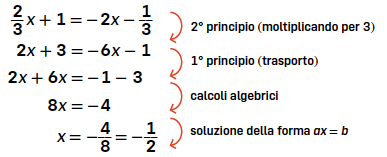 2/3 x + 1 = −2x − 1/3
2° principio (moltiplicando per 3)
2x + 3 = −6x − 1
1° principio (trasporto)
2x + 6x = −1 − 3
calcoli algebrici
8x = −4
soluzione della forma ax = b
x = −4/8 = −1/2